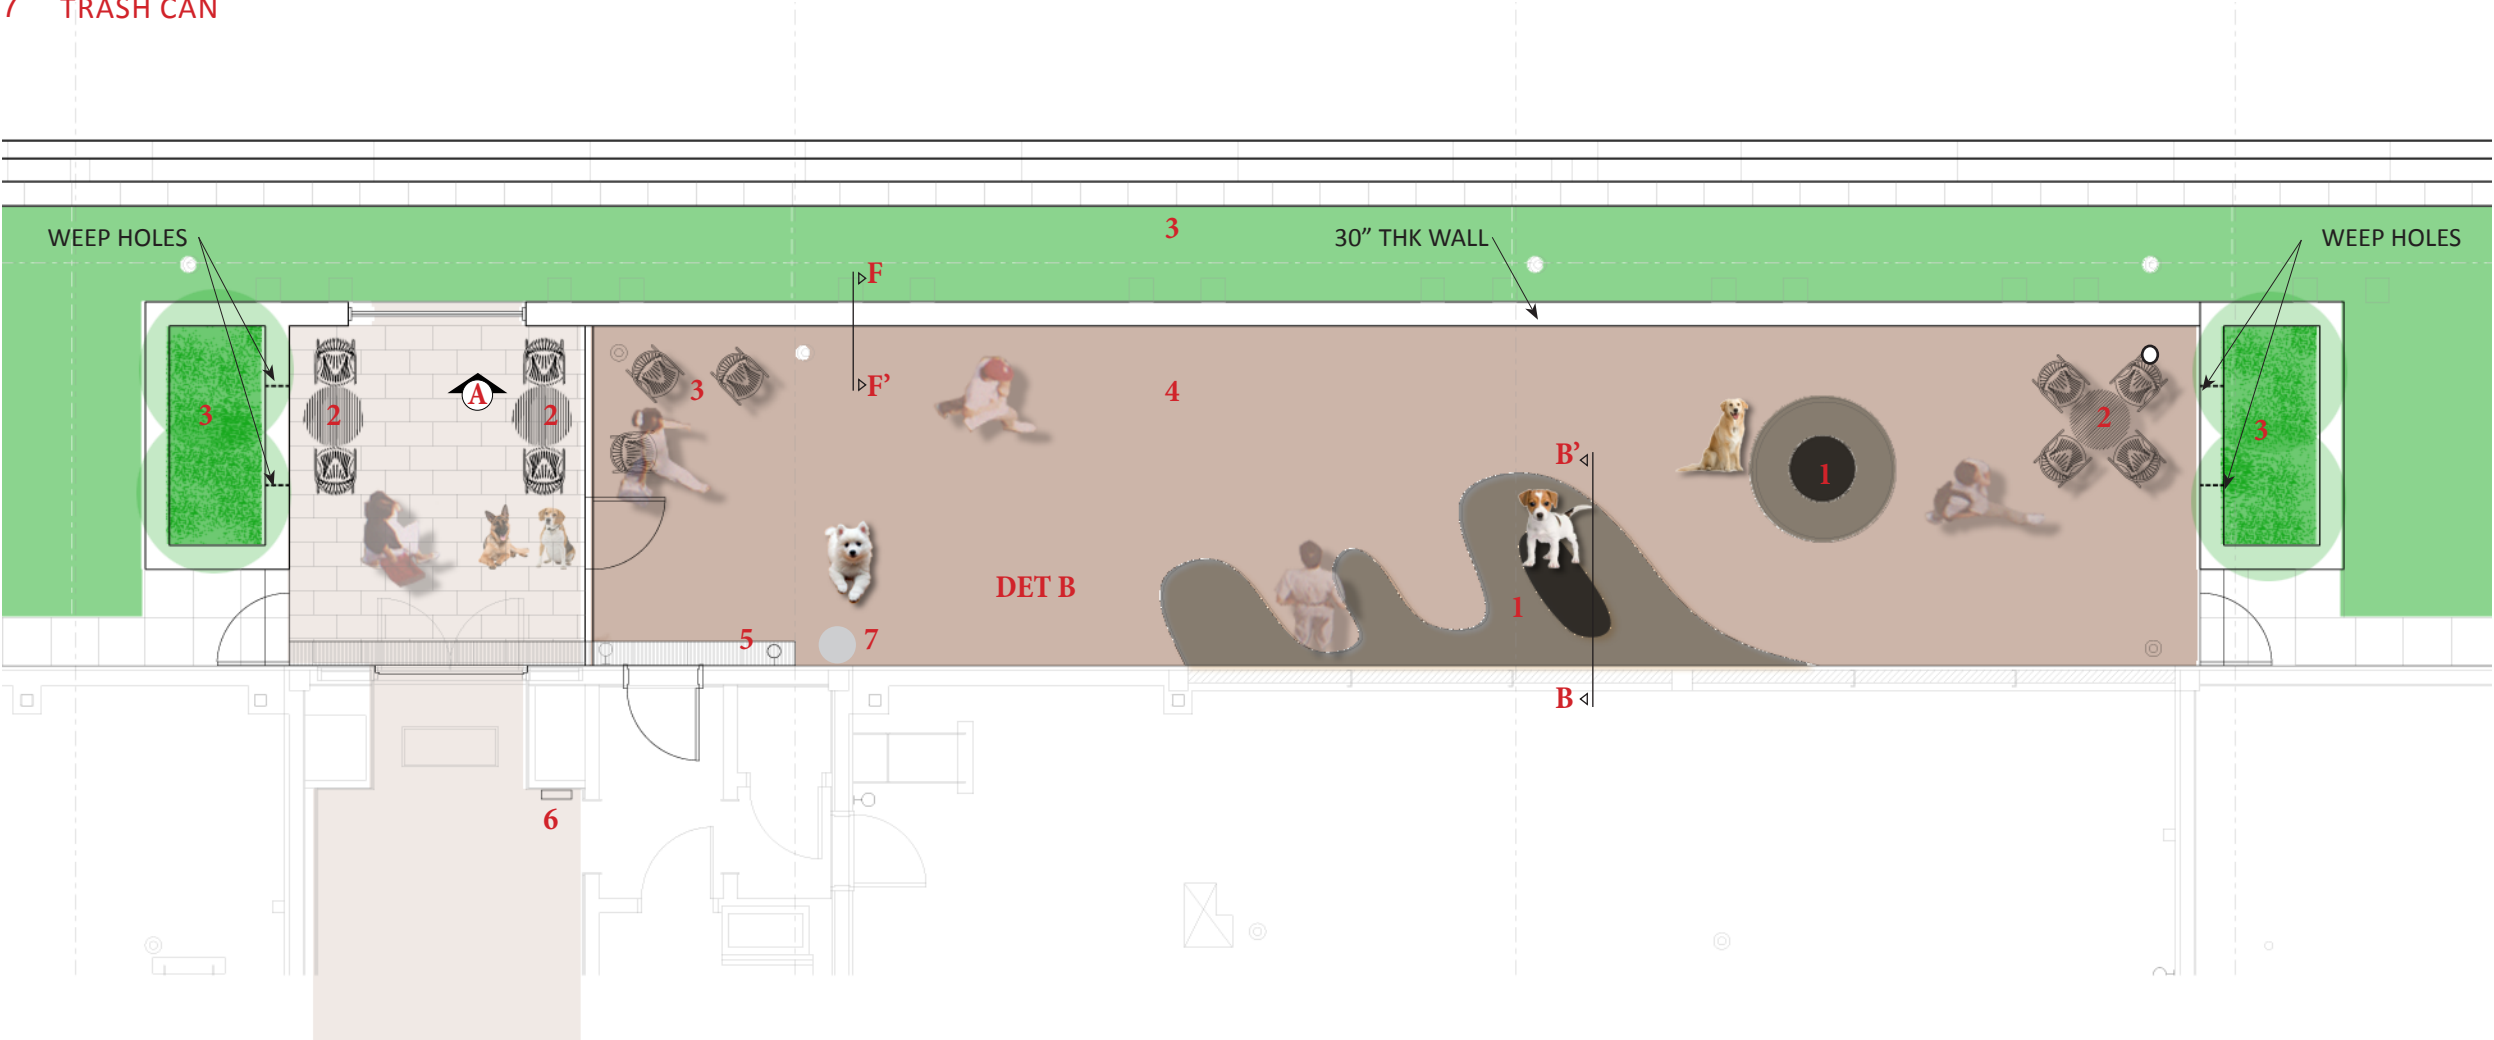 7 TRASH CAN
3
WEEP HOLES
30” THK WALL
WEEP HOLES
F
F’
3
2
A
2
3
4
B’
1
2
3
DET B
1
5
7
B
6